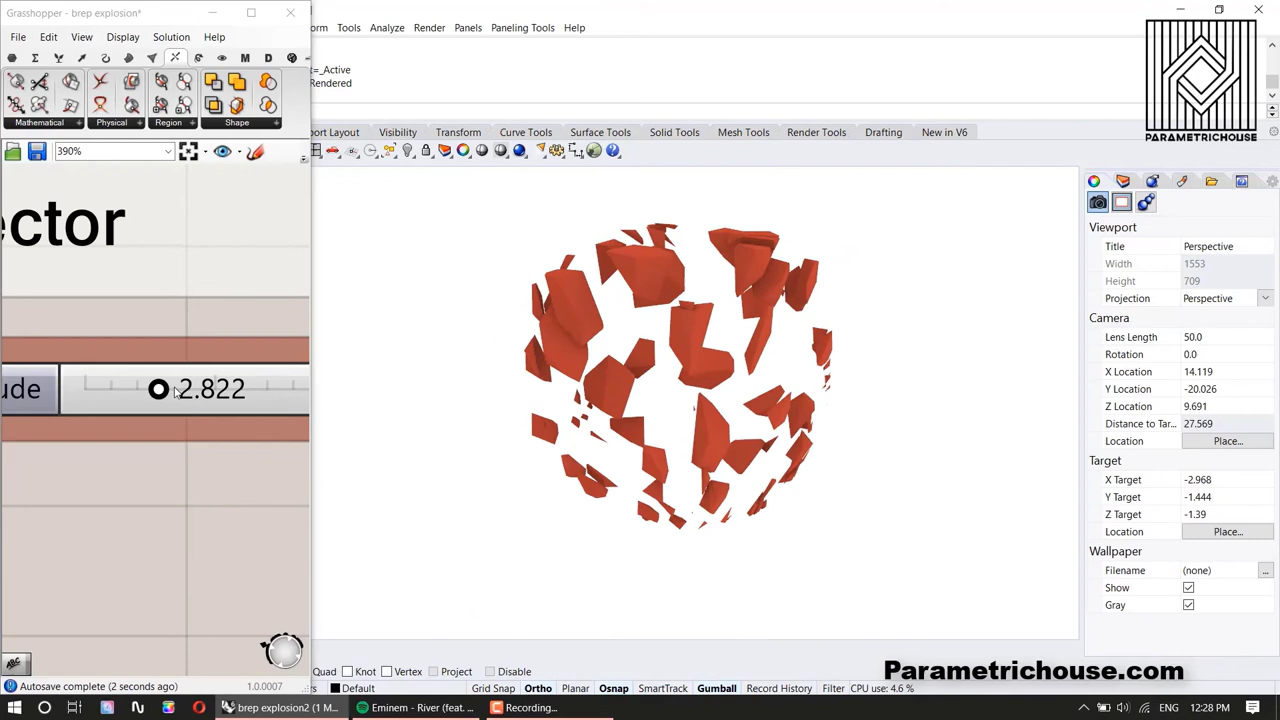 Grasshopper - brep explosion*
File Edit View Display Solution Help
M D
Mathematical Physical Region Shape
390%
ector
ude 2.822
Autosave complete (2 seconds ago) 1.0.0007
orm Tools Analyze Render Panels Paneling Tools Help
=_Active
Rendered
port Layout Visibility Transform Curve Tools Surface Tools Solid Tools Mesh Tools Render Tools Drafting New in V6
PARAMETRICHOUSE
Viewport
Title Perspective
Width 1553
Height 709
Projection Perspective
Camera
Lens Length 50.0
Rotation 0.0
X Location 14.119
Y Location -20.026
Z Location 9.691
Distance to Tar... 27.569
Location Place...
Target
X Target -2.968
Y Target -1.444
Z Target -1.39
Location Place...
Wallpaper
Filename (none) ...
Show
Gray
Quad Knot Vertex Project Disable
Parametrichouse.com
rs Default Grid Snap Ortho Planar Osnap SmartTrack Gumball Record History Filter CPU use: 4.6 %
brep explosion2 (1 M... Eminem - River (feat. ... Recording... ENG 12:28 PM